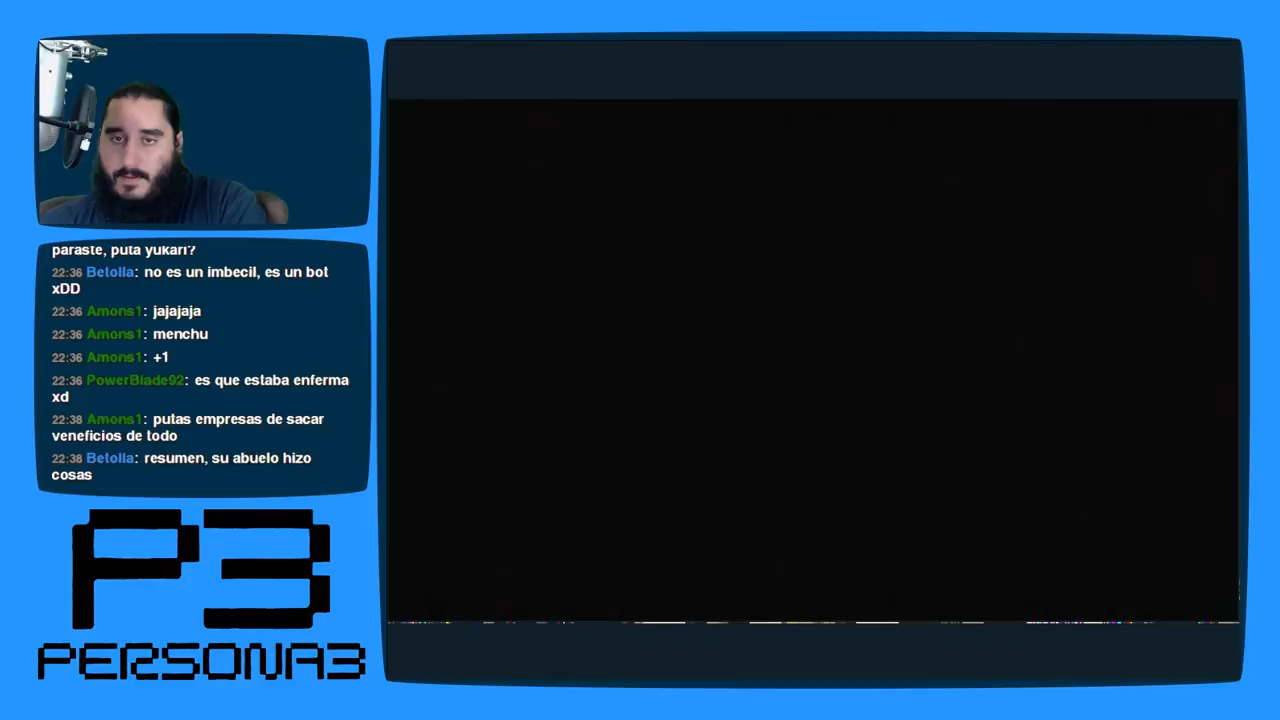 paraste, puta yukari?
22:36 Betolla: no es un imbecil, es un bot
xDD
22:36 Amons1: jajajaja
22:36 Amons1: menchu
22:36 Amons1: +1
22:36 PowerBlade92: es que estaba enferma
xd
22:38 Amons1: putas empresas de sacar
veneficios de todo
22:38 Betolla: resumen, su abuelo hizo
cosas
P3
PERSONA3